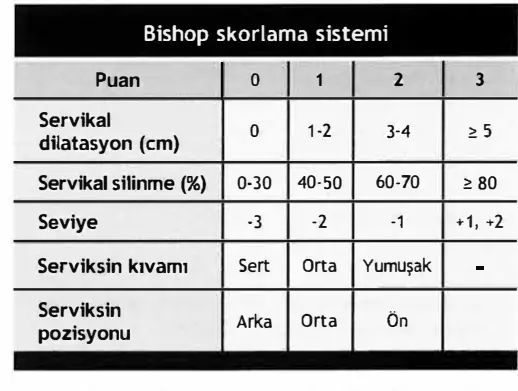 Bishop skorlama sistemi
Puan 0 1 2 3
Servikal
dilatasyon (cm) 0 1-2 3-4 ≥ 5
Servikal silinme (%) 0-30 40-50 60-70 ≥ 80
Seviye -3 -2 -1 +1, +2
Serviksin kıvamı Sert Orta Yumuşak -
Serviksin
pozisyonu Arka Orta Ön